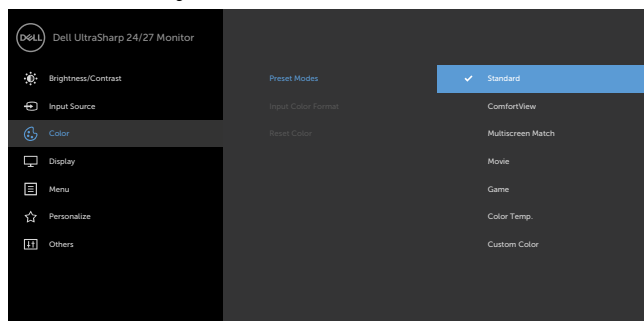 DELL Dell UltraSharp 24/27 Monitor
Brightness/Contrast Preset Modes Standard
Input Source Input Color Format ComfortView
Color Reset Color Multiscreen Match
Display Movie
Menu Game
Personalize Color Temp.
Others Custom Color